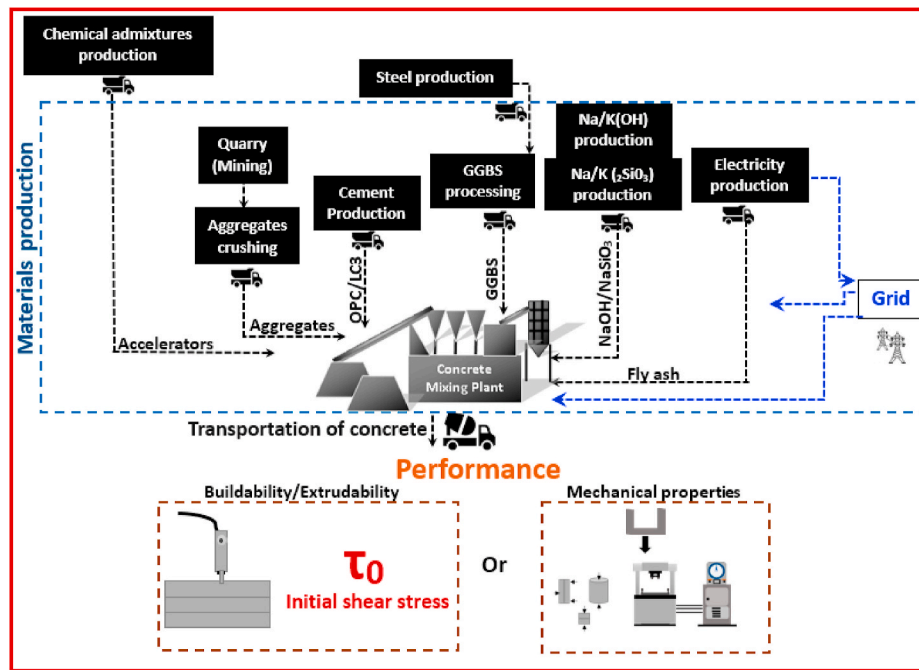 Chemical admixtures
production
Steel production
Na/K(OH)
production
Quarry
(Mining)
GGBS
processing
Na/K (₂Si0₃)
production
Electricity
production
Cement
Production
Aggregates
crushing
Materials production
OPC/LC3
GGBS
NaOH/NaSiO₃
Grid
Aggregates
Accelerators
Concrete
Mixing Plant
Fly ash
Transportation of concrete
Performance
Buildability/Extrudability
Mechanical properties
τ₀
Initial shear stress
Or